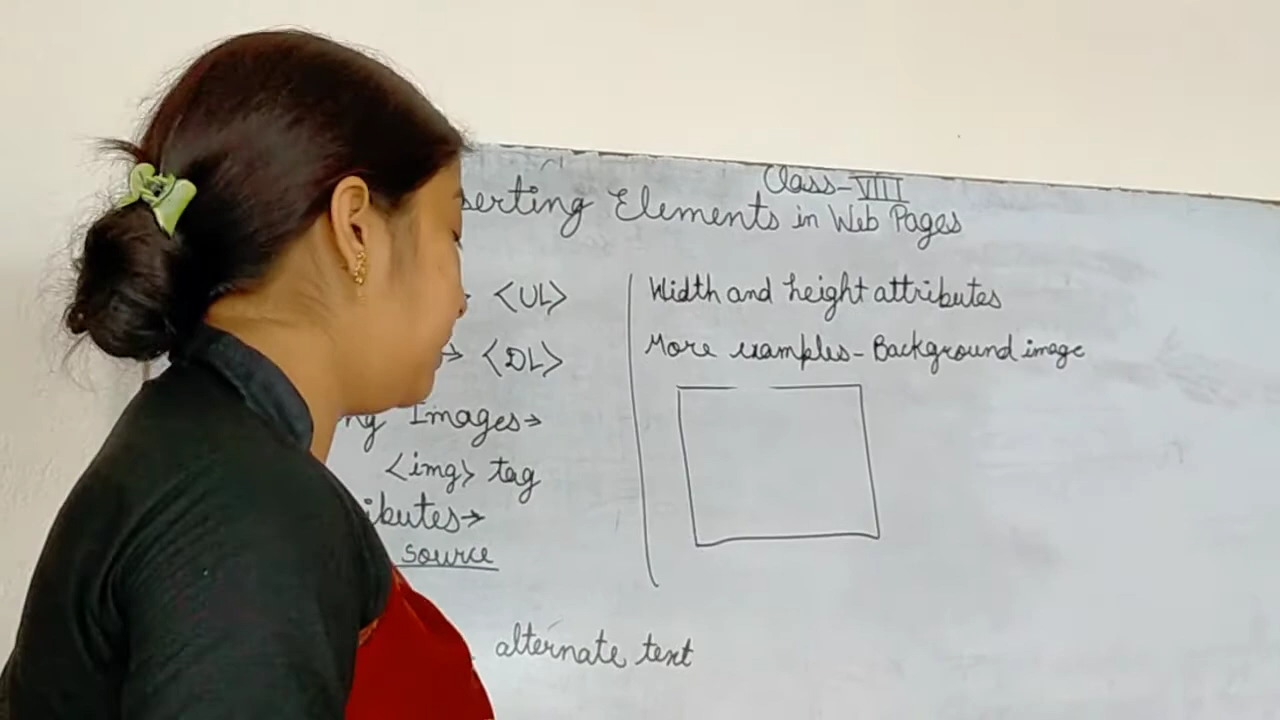 Class-VIII
serting Elements in Web Pages
<UL>
→ <DL>
ng Images→
<img> tag
ibutes→
source
alternate text
Width and height attributes
More examples- Background image